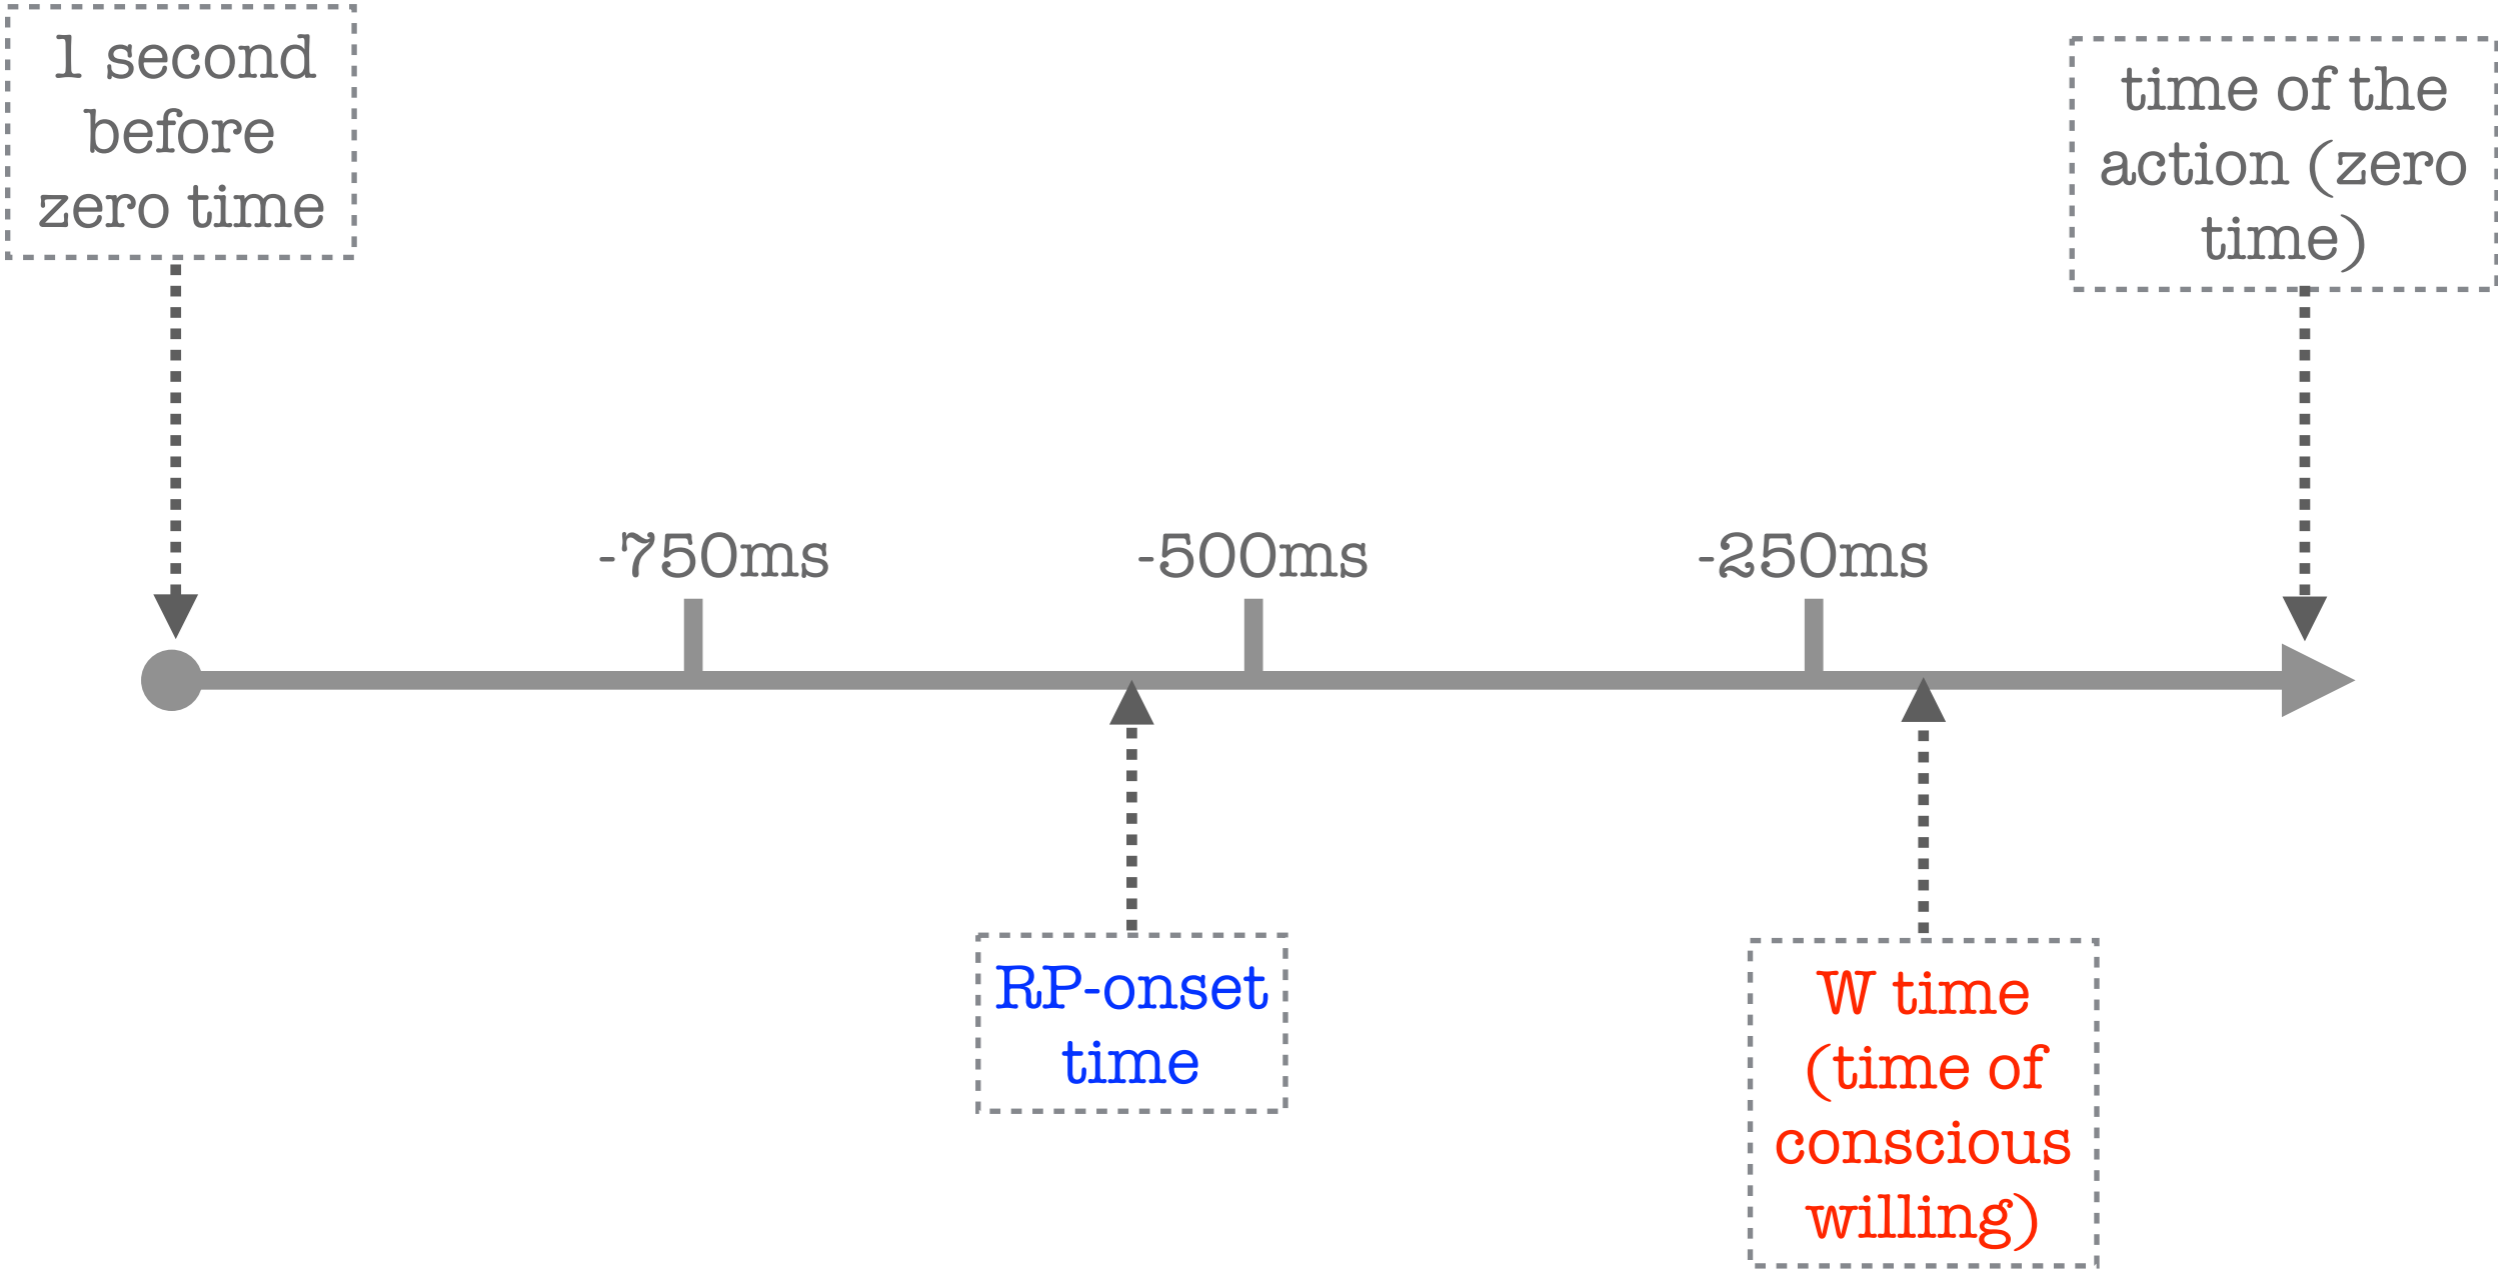 1 second
before
zero time
time of the
action (zero
time)
-750ms
-500ms
-250ms
RP-onset
time
W time
(time of
conscious
willing)